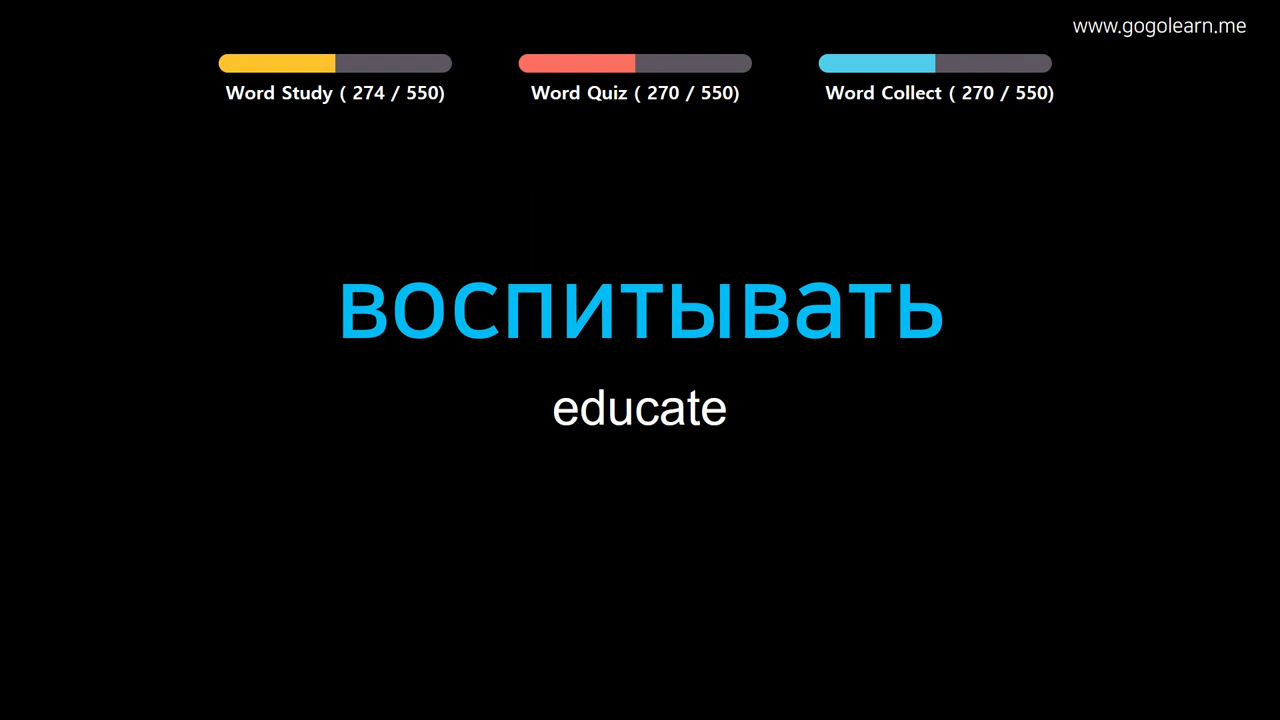 www.gogolearn.me
Word Study ( 274 / 550)
Word Quiz ( 270 / 550)
Word Collect ( 270 / 550)
воспитывать
educate